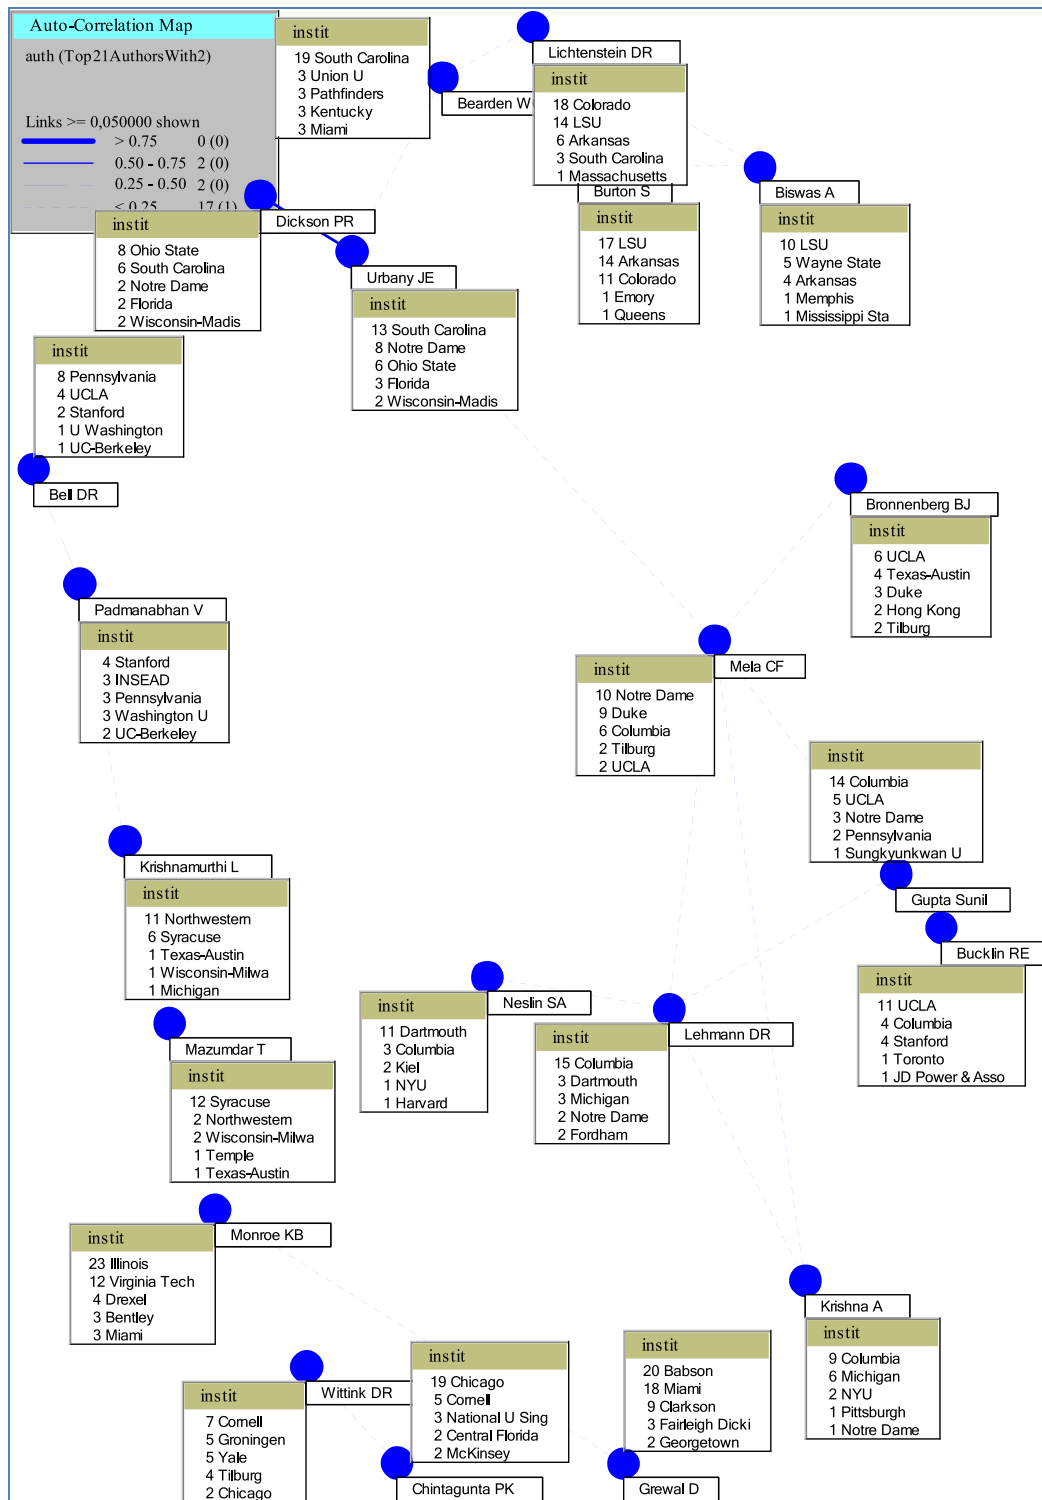 Auto-Correlation Map
auth (Top21AuthorsWith2)
Links >= 0,050000 shown
> 0.75 0 (0)
0.50 - 0.75 2 (0)
0.25 - 0.50 2 (0)
< 0.25 17 (1)
instit
19 South Carolina
3 Union U
3 Pathfinders
3 Kentucky
3 Miami
Bearden W
Lichtenstein DR
instit
18 Colorado
14 LSU
6 Arkansas
3 South Carolina
1 Massachusetts
Burton S
instit
17 LSU
14 Arkansas
11 Colorado
1 Emory
1 Queens
Biswas A
instit
10 LSU
5 Wayne State
4 Arkansas
1 Memphis
1 Mississippi Sta
Dickson PR
instit
8 Ohio State
6 South Carolina
2 Notre Dame
2 Florida
2 Wisconsin-Madis
Urbany JE
instit
13 South Carolina
8 Notre Dame
6 Ohio State
3 Florida
2 Wisconsin-Madis
instit
8 Pennsylvania
4 UCLA
2 Stanford
1 U Washington
1 UC-Berkeley
Bell DR
Bronnenberg BJ
instit
6 UCLA
4 Texas-Austin
3 Duke
2 Hong Kong
2 Tilburg
Padmanabhan V
instit
4 Stanford
3 INSEAD
3 Pennsylvania
3 Washington U
2 UC-Berkeley
Mela CF
instit
10 Notre Dame
9 Duke
6 Columbia
2 Tilburg
2 UCLA
instit
14 Columbia
5 UCLA
3 Notre Dame
2 Pennsylvania
1 Sungkyunkwan U
Gupta Sunil
Krishnamurthi L
instit
11 Northwestern
6 Syracuse
1 Texas-Austin
1 Wisconsin-Milwa
1 Michigan
Bucklin RE
instit
11 UCLA
4 Columbia
4 Stanford
1 Toronto
1 JD Power & Asso
Neslin SA
instit
11 Dartmouth
3 Columbia
2 Kiel
1 NYU
1 Harvard
Lehmann DR
instit
15 Columbia
3 Dartmouth
3 Michigan
2 Notre Dame
2 Fordham
Mazumdar T
instit
12 Syracuse
2 Northwestern
2 Wisconsin-Milwa
1 Temple
1 Texas-Austin
Monroe KB
instit
23 Illinois
12 Virginia Tech
4 Drexel
3 Bentley
3 Miami
Krishna A
instit
9 Columbia
6 Michigan
2 NYU
1 Pittsburgh
1 Notre Dame
Wittink DR
instit
7 Cornell
5 Groningen
5 Yale
4 Tilburg
2 Chicago
instit
19 Chicago
5 Cornell
3 National U Sing
2 Central Florida
2 McKinsey
Chintagunta PK
instit
20 Babson
18 Miami
9 Clarkson
3 Fairleigh Dicki
2 Georgetown
Grewal D